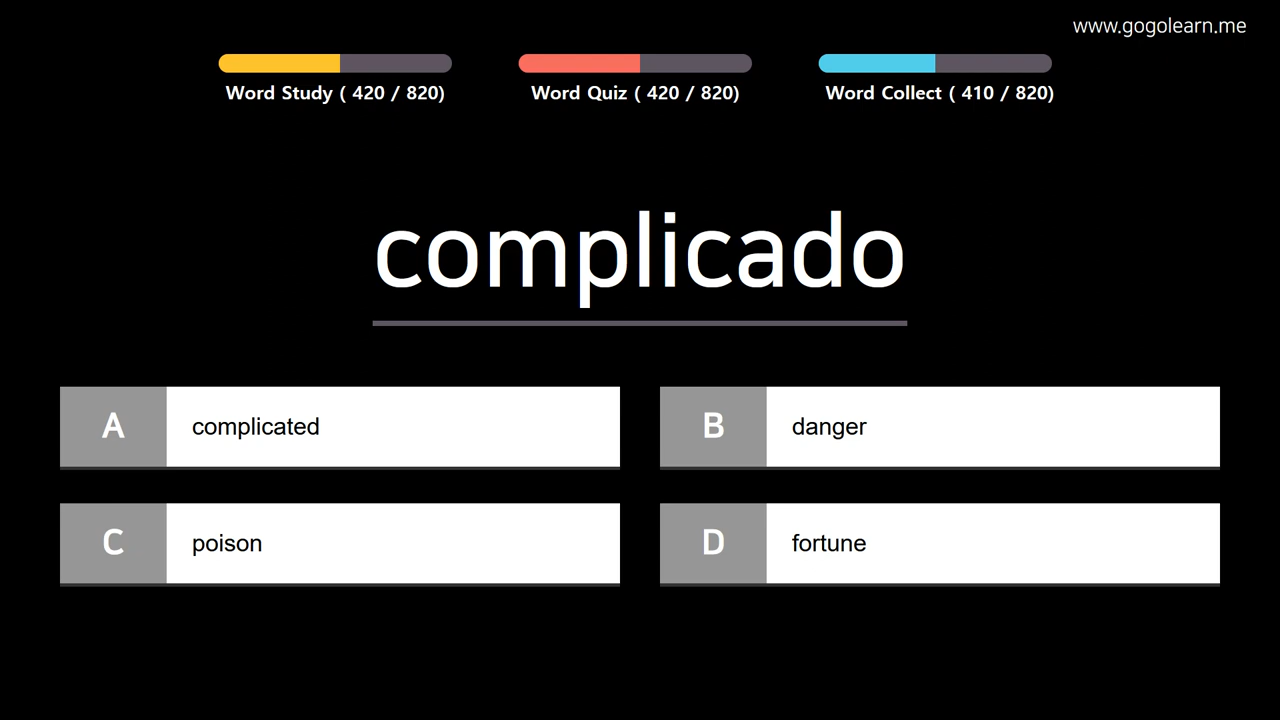 www.gogolearn.me
Word Study ( 420 / 820)
Word Quiz ( 420 / 820)
Word Collect ( 410 / 820)
complicado
A complicated
B danger
C poison
D fortune